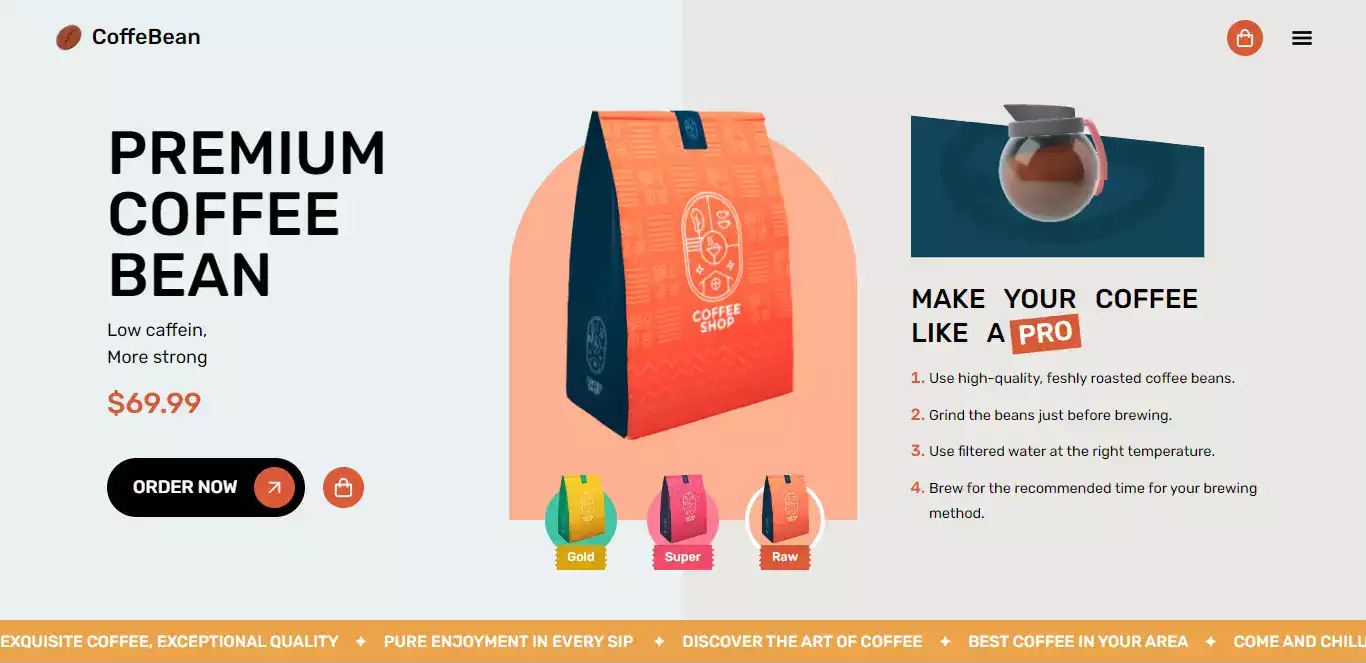 CoffeBean
PREMIUM
COFFEE
BEAN
Low caffein,
More strong
$69.99
ORDER NOW
COFFEE
SHOP
Gold
Super
Raw
MAKE YOUR COFFEE
LIKE A PRO
1. Use high-quality, feshly roasted coffee beans.
2. Grind the beans just before brewing.
3. Use filtered water at the right temperature.
4. Brew for the recommended time for your brewing
method.
EXQUISITE COFFEE, EXCEPTIONAL QUALITY ✦ PURE ENJOYMENT IN EVERY SIP ✦ DISCOVER THE ART OF COFFEE ✦ BEST COFFEE IN YOUR AREA ✦ COME AND CHILL